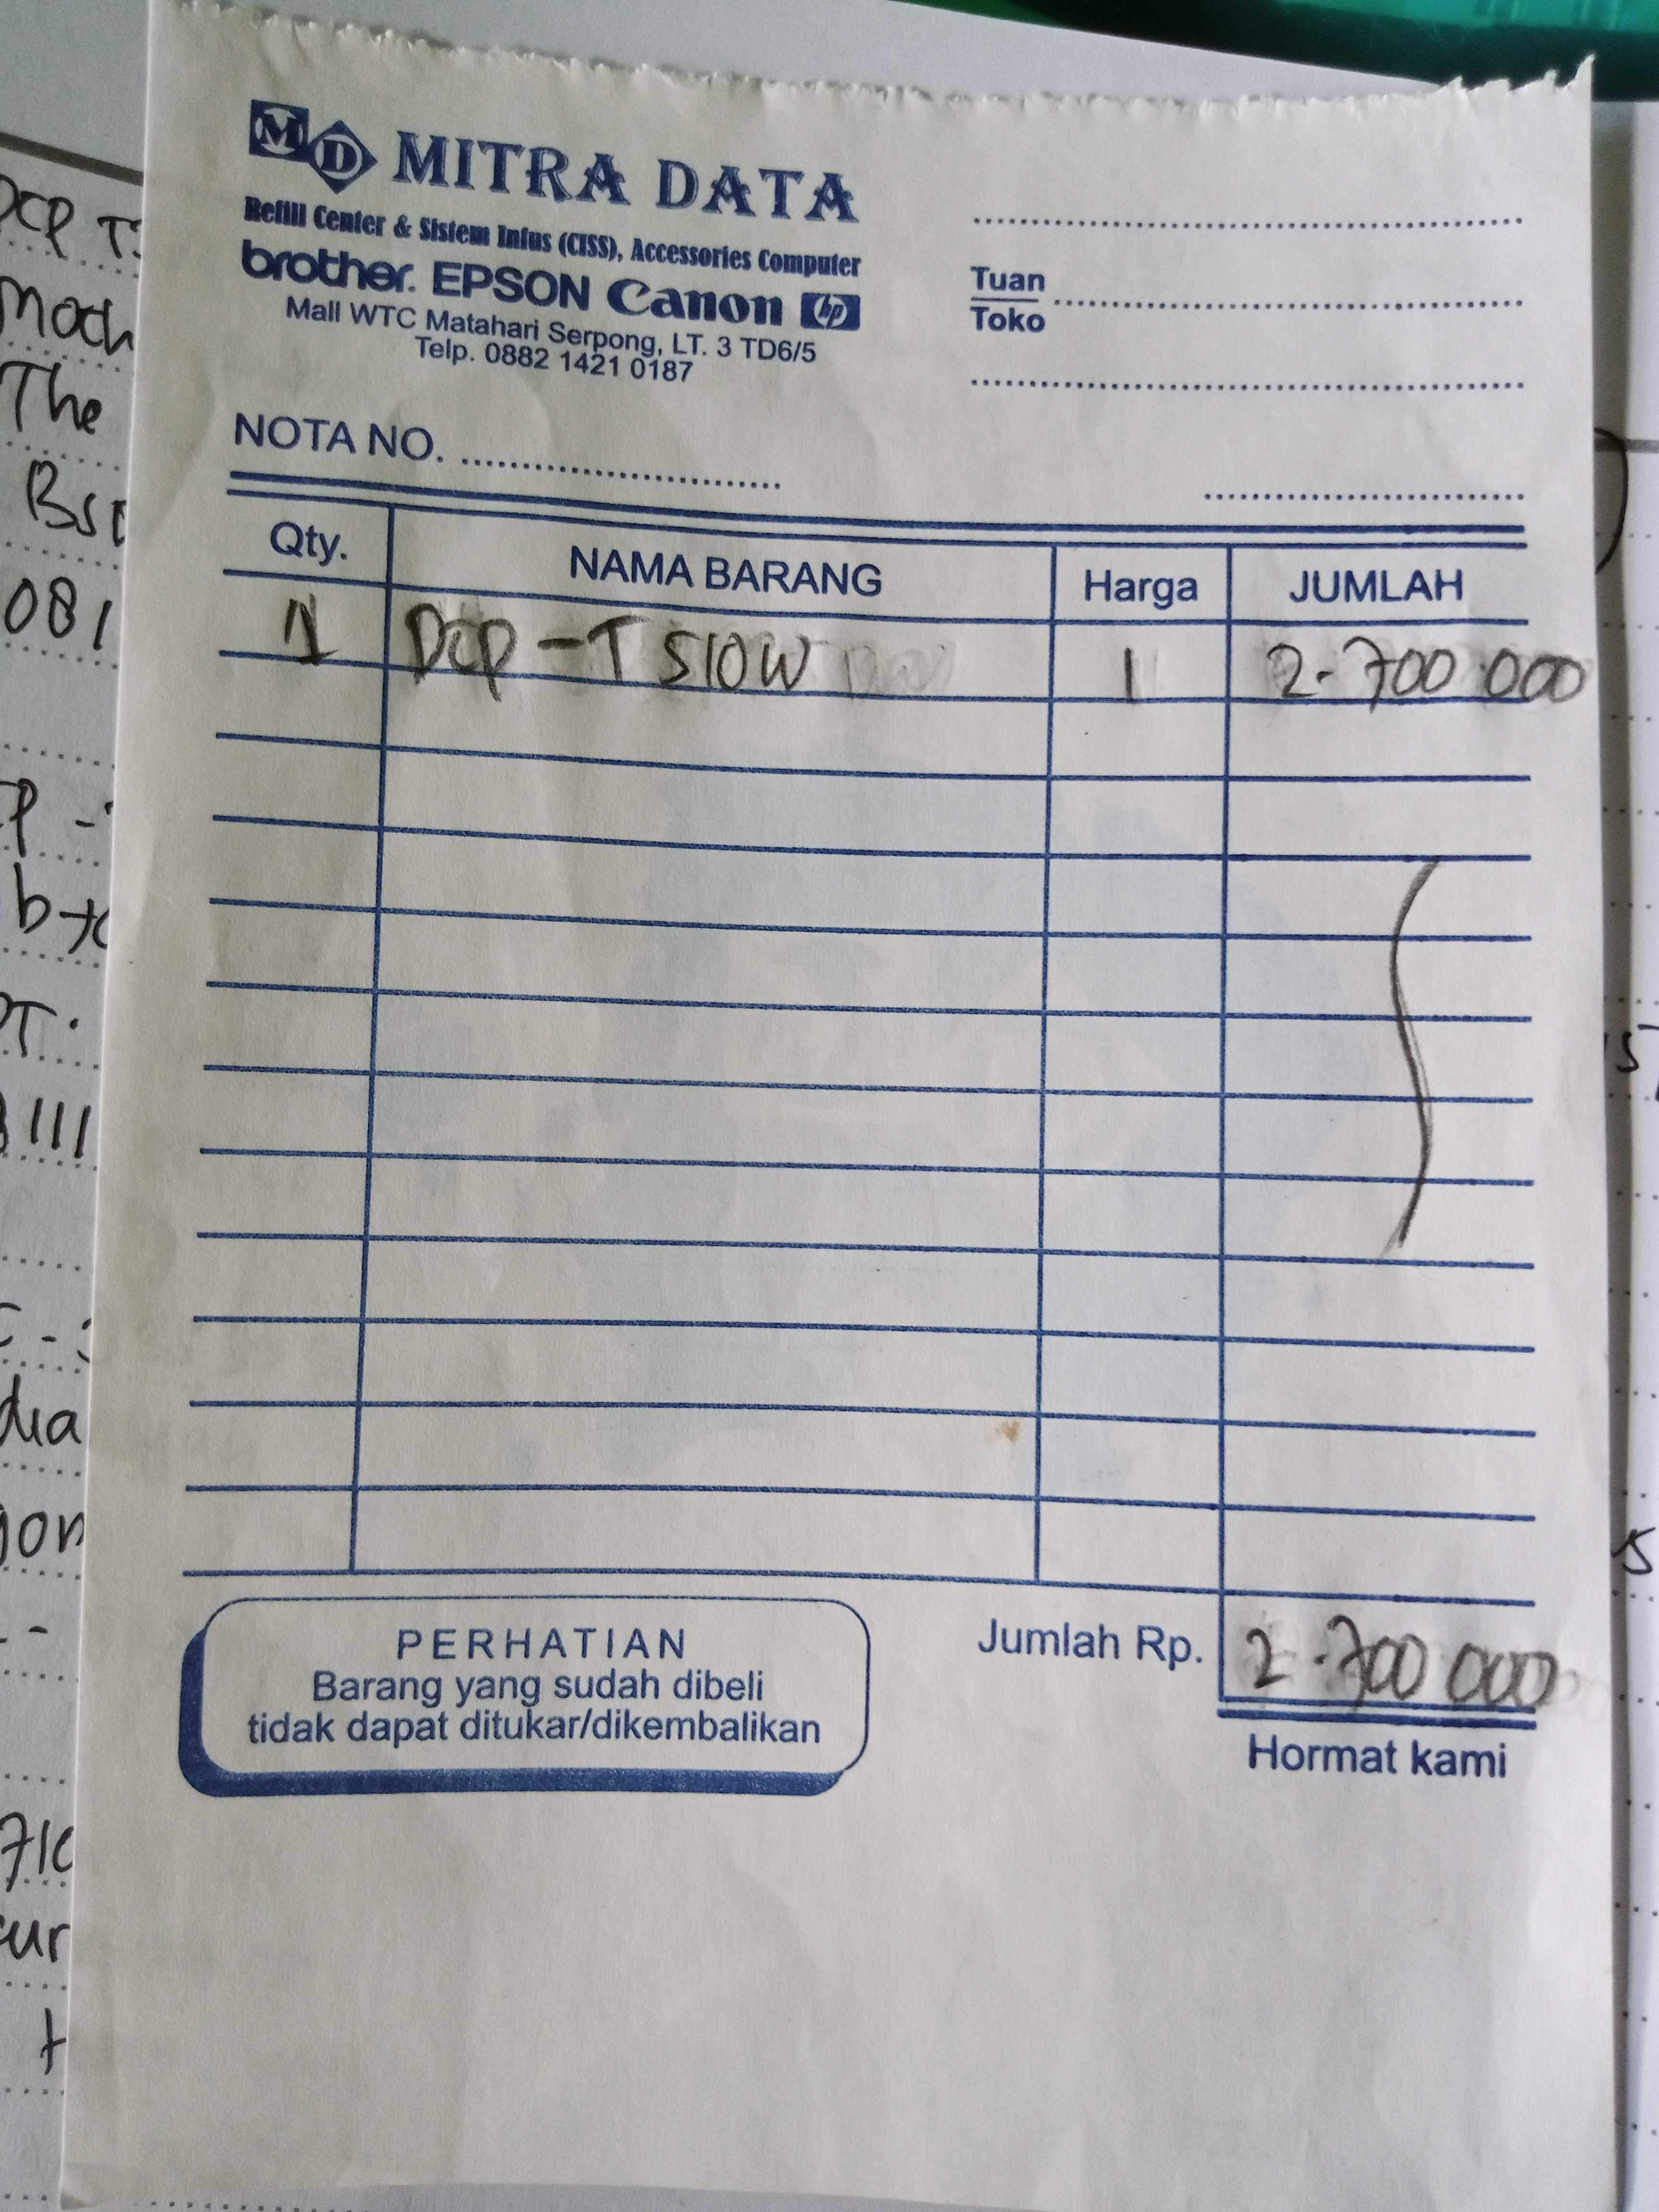 MD MITRA DATA
Refill Center & Sistem Infus (CISS), Accessories Computer
brother. EPSON Canon hp
Mall WTC Matahari Serpong, LT. 3 TD6/5
Telp. 0882 1421 0187
Tuan
Toko
NOTA NO.
Qty. NAMA BARANG Harga JUMLAH
1 DCP-T510W 1 2.700.000
Jumlah Rp. 2.700 000
PERHATIAN
Barang yang sudah dibeli
tidak dapat ditukar/dikembalikan
Hormat kami
The
081